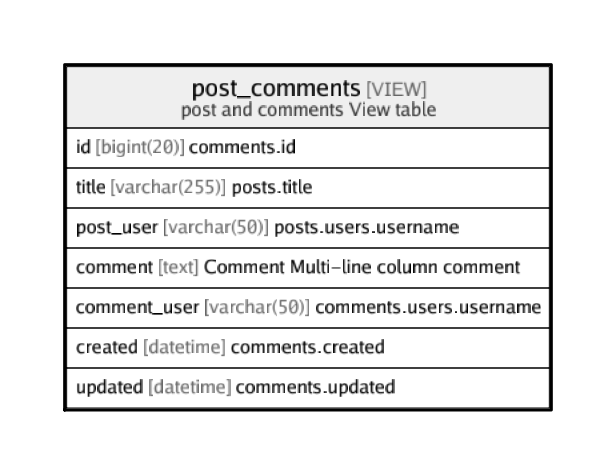 post_comments [VIEW]
post and comments View table
id [bigint(20)] comments.id
title [varchar(255)] posts.title
post_user [varchar(50)] posts.users.username
comment [text] Comment Multi-line column comment
comment_user [varchar(50)] comments.users.username
created [datetime] comments.created
updated [datetime] comments.updated